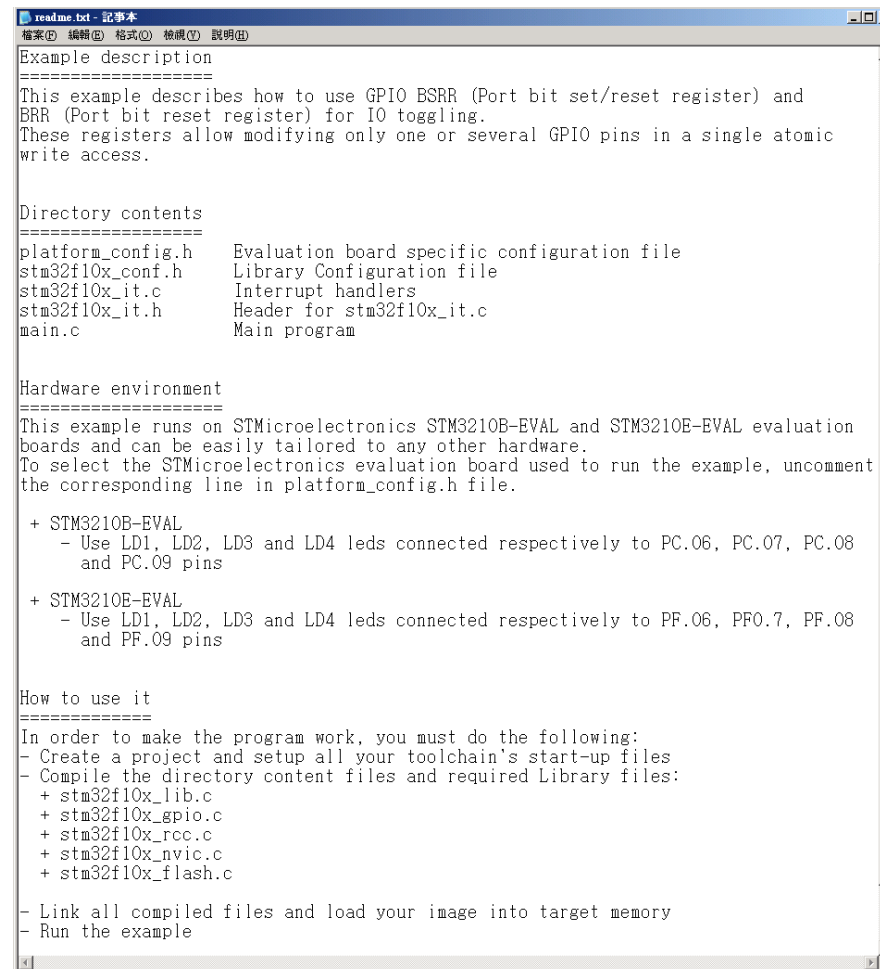 readme.txt - 記事本
檔案(F) 編輯(E) 格式(O) 檢視(V) 說明(H)
Example description
===================
This example describes how to use GPIO BSRR (Port bit set/reset register) and
BRR (Port bit reset register) for IO toggling.
These registers allow modifying only one or several GPIO pins in a single atomic
write access.
Directory contents
==================
platform_config.h    Evaluation board specific configuration file
stm32f10x_conf.h     Library Configuration file
stm32f10x_it.c       Interrupt handlers
stm32f10x_it.h       Header for stm32f10x_it.c
main.c               Main program
Hardware environment
====================
This example runs on STMicroelectronics STM3210B-EVAL and STM3210E-EVAL evaluation
boards and can be easily tailored to any other hardware.
To select the STMicroelectronics evaluation board used to run the example, uncomment
the corresponding line in platform_config.h file.
+ STM3210B-EVAL
- Use LD1, LD2, LD3 and LD4 leds connected respectively to PC.06, PC.07, PC.08
and PC.09 pins
+ STM3210E-EVAL
- Use LD1, LD2, LD3 and LD4 leds connected respectively to PF.06, PF0.7, PF.08
and PF.09 pins
How to use it
=============
In order to make the program work, you must do the following:
- Create a project and setup all your toolchain's start-up files
- Compile the directory content files and required Library files:
+ stm32f10x_lib.c
+ stm32f10x_gpio.c
+ stm32f10x_rcc.c
+ stm32f10x_nvic.c
+ stm32f10x_flash.c
- Link all compiled files and load your image into target memory
- Run the example